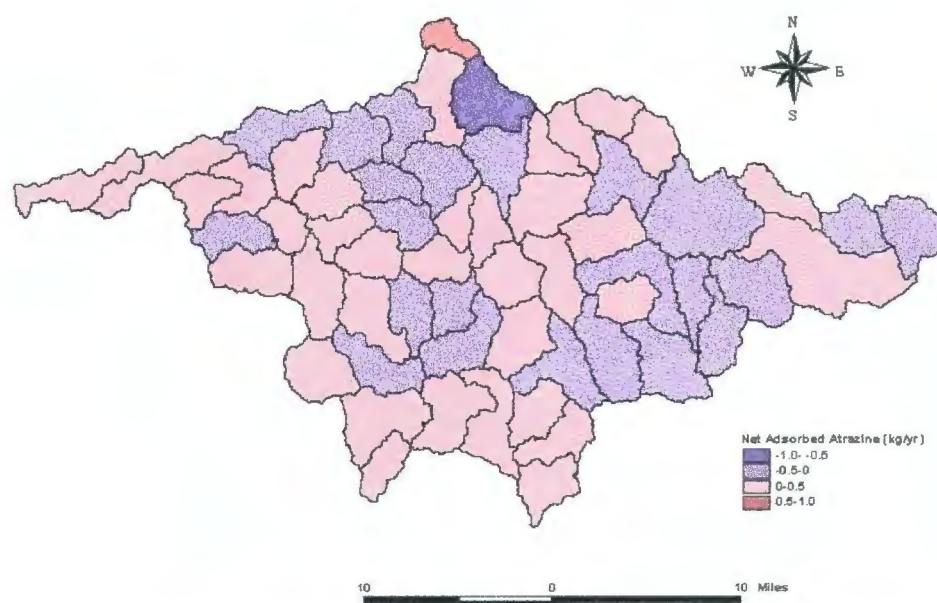 N
W E
S
Net Adsorbed Atrazine (kg/yr)
-1.0- -0.5
-0.5-0
0-0.5
0.5-1.0
10 0 10 Miles